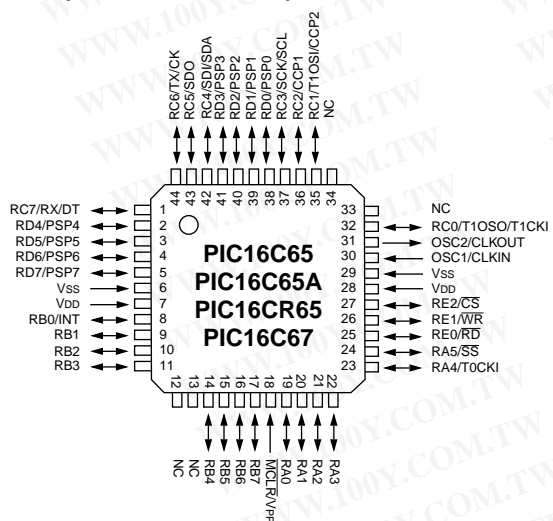 RC6/TX/CK
RC5/SDO
RC4/SDI/SDA
RD3/PSP3
RD2/PSP2
RD1/PSP1
RD0/PSP0
RC3/SCK/SCL
RC2/CCP1
RC1/T1OSI/CCP2
NC
44
43
42
41
40
39
38
37
36
35
34
RC7/RX/DT 1
RD4/PSP4 2
RD5/PSP5 3
RD6/PSP6 4
RD7/PSP7 5
VSS 6
VDD 7
RB0/INT 8
RB1 9
RB2 10
RB3 11
PIC16C65
PIC16C65A
PIC16CR65
PIC16C67
33 NC
32 RC0/T1OSO/T1CKI
31 OSC2/CLKOUT
30 OSC1/CLKIN
29 VSS
28 VDD
27 RE2/CS
26 RE1/WR
25 RE0/RD
24 RA5/SS
23 RA4/T0CKI
12
13
14
15
16
17
18
19
20
21
22
NC
NC
RB4
RB5
RB6
RB7
MCLR/VPP
RA0
RA1
RA2
RA3
WWW.100Y.COM.TW